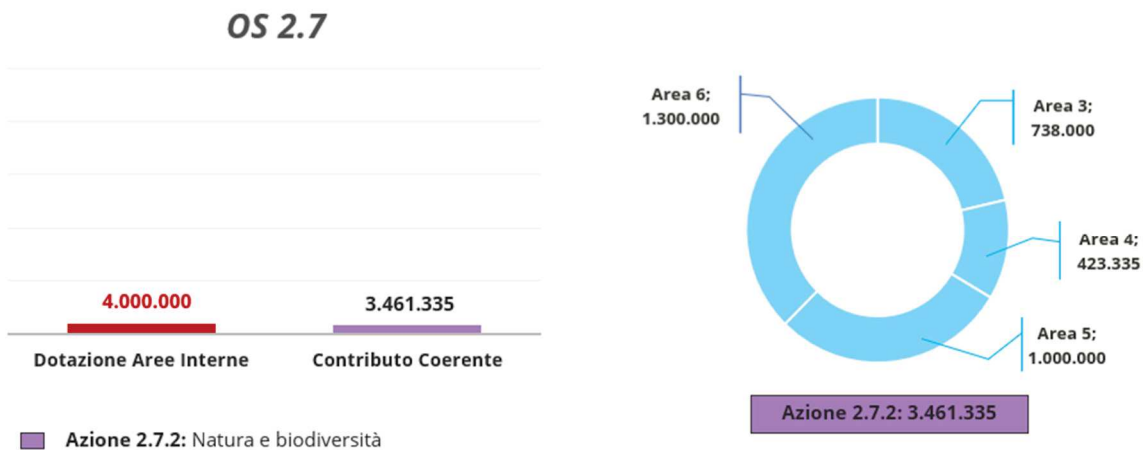 OS 2.7
4.000.000
3.461.335
Dotazione Aree Interne
Contributo Coerente
Azione 2.7.2: Natura e biodiversità
Area 6;
1.300.000
Area 3;
738.000
Area 4;
423.335
Area 5;
1.000.000
Azione 2.7.2: 3.461.335